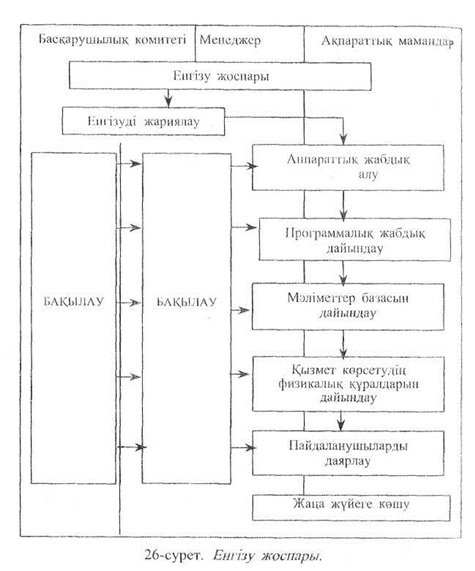 Басқарушылық комитеті Менеджер Ақпараттық мамандар
Енгізу жоспары
Енгізуді жариялау
Аппараттық жабдық
алу
Программалық жабдық
дайындау
БАҚЫЛАУ БАҚЫЛАУ
Мәліметтер базасын
дайындау
Қызмет көрсетудің
физикалық құралдарын
дайындау
Пайдаланушыларды
даярлау
Жаңа жүйеге көшу
26-сурет. Енгізу жоспары.